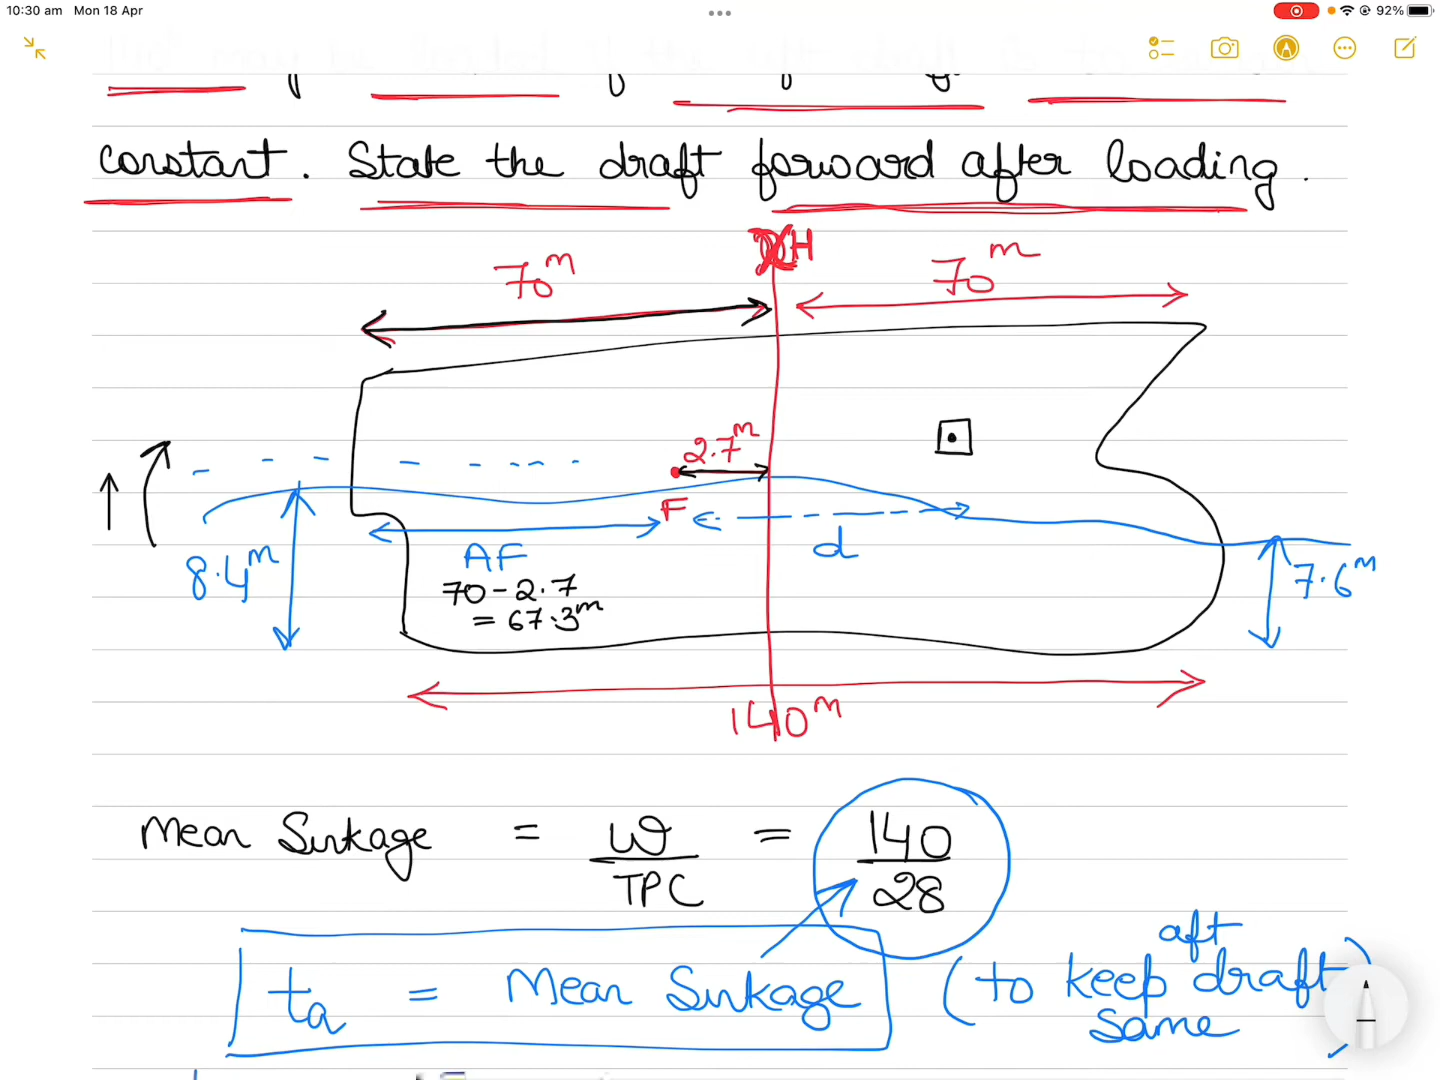 10:30 am Mon 18 Apr
92%
constant. State the draft forward after loading.
H
70m
70m
2.7m
F
AF
d
8.4m
70 - 2.7
= 67.3m
7.6m
140m
Mean Sinkage = w/TPC = 140/28
aft
ta = Mean Sinkage (to keep draft same)